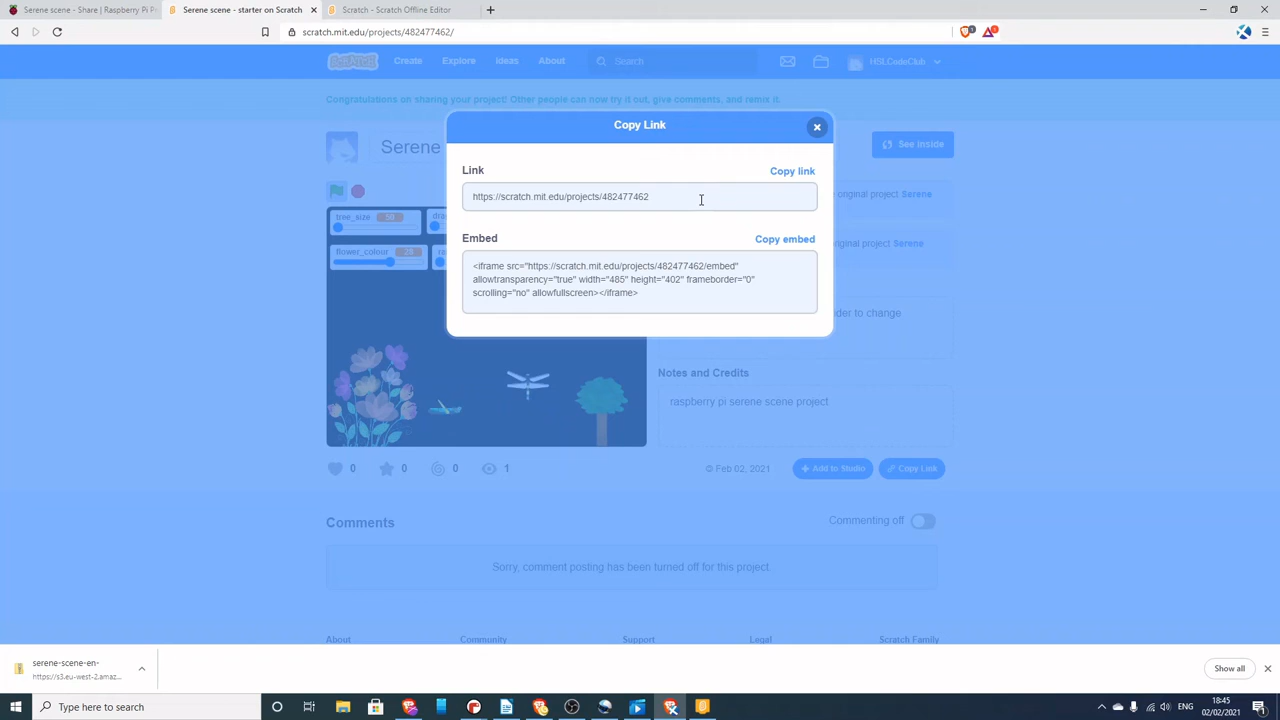 Serene scene - Share | Raspberry Pi
Serene scene - starter on Scratch
Scratch - Scratch Offline Editor
scratch.mit.edu/projects/482477462/
SCRATCH
Create
Explore
Ideas
About
Search
HSLCodeClub
Congratulations on sharing your project! Other people can now try it out, give comments, and remix it.
Copy Link
Serene
See inside
Link
Copy link
https://scratch.mit.edu/projects/482477462
original project Serene
tree_size 58
dra
Embed
Copy embed
original project Serene
flower_colour
ra
<iframe src="https://scratch.mit.edu/projects/482477462/embed"
allowtransparency="true" width="485" height="402" frameborder="0"
scrolling="no" allowfullscreen></iframe>
der to change
Notes and Credits
raspberry pi serene scene project
0
0
0
1
© Feb 02, 2021
Add to Studio
Copy Link
Comments
Commenting off
Sorry, comment posting has been turned off for this project.
About
Community
Support
Legal
Scratch Family
serene-scene-en-
https://s3.eu-west-2.amaz...
Show all
Type here to search
ENG
18:45
02/02/2021